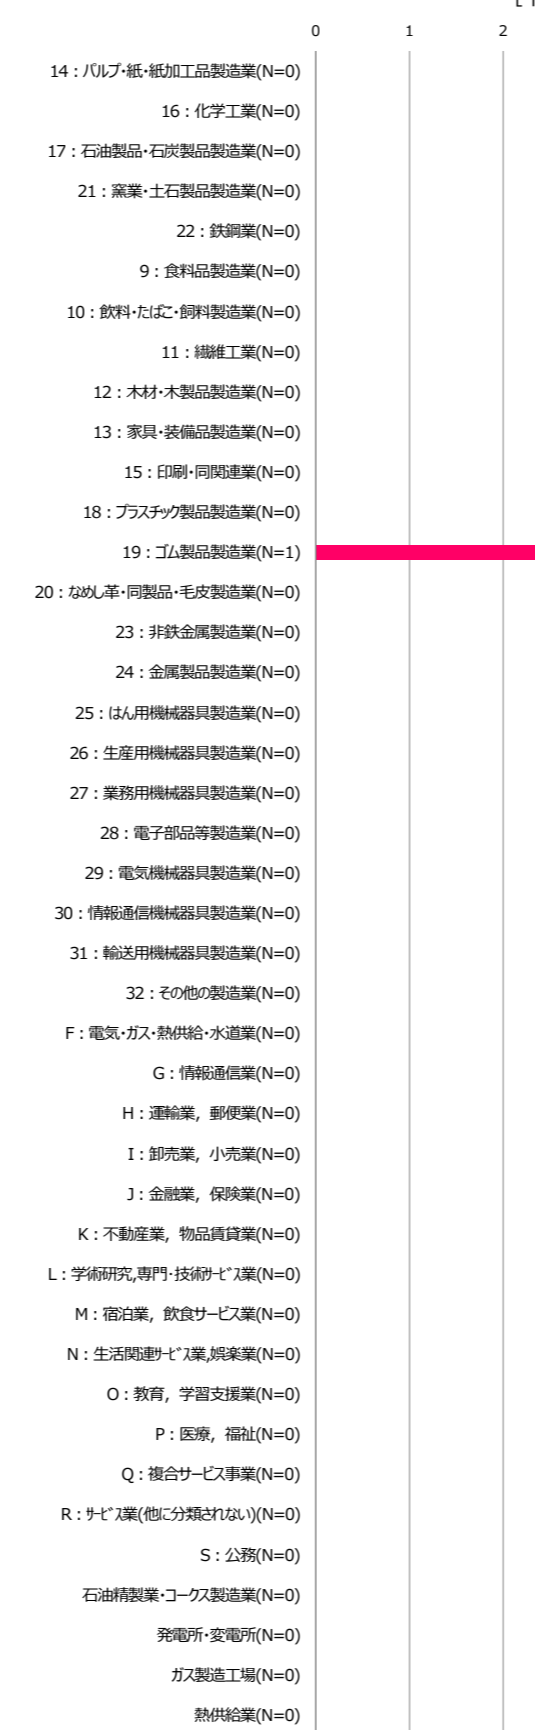 0 1 2
14：パルプ・紙・紙加工品製造業(N=0)
16：化学工業(N=0)
17：石油製品・石炭製品製造業(N=0)
21：窯業・土石製品製造業(N=0)
22：鉄鋼業(N=0)
9：食料品製造業(N=0)
10：飲料・たばこ・飼料製造業(N=0)
11：繊維工業(N=0)
12：木材・木製品製造業(N=0)
13：家具・装備品製造業(N=0)
15：印刷・同関連業(N=0)
18：プラスチック製品製造業(N=0)
19：ゴム製品製造業(N=1)
20：なめし革・同製品・毛皮製造業(N=0)
23：非鉄金属製造業(N=0)
24：金属製品製造業(N=0)
25：はん用機械器具製造業(N=0)
26：生産用機械器具製造業(N=0)
27：業務用機械器具製造業(N=0)
28：電子部品等製造業(N=0)
29：電気機械器具製造業(N=0)
30：情報通信機械器具製造業(N=0)
31：輸送用機械器具製造業(N=0)
32：その他の製造業(N=0)
F：電気・ガス・熱供給・水道業(N=0)
G：情報通信業(N=0)
H：運輸業，郵便業(N=0)
I：卸売業，小売業(N=0)
J：金融業，保険業(N=0)
K：不動産業，物品賃貸業(N=0)
L：学術研究,専門・技術ｻｰﾋﾞｽ業(N=0)
M：宿泊業，飲食サービス業(N=0)
N：生活関連ｻｰﾋﾞｽ業,娯楽業(N=0)
O：教育，学習支援業(N=0)
P：医療，福祉(N=0)
Q：複合サービス事業(N=0)
R：ｻｰﾋﾞｽ業(他に分類されない)(N=0)
S：公務(N=0)
石油精製業・コークス製造業(N=0)
発電所・変電所(N=0)
ガス製造工場(N=0)
熱供給業(N=0)